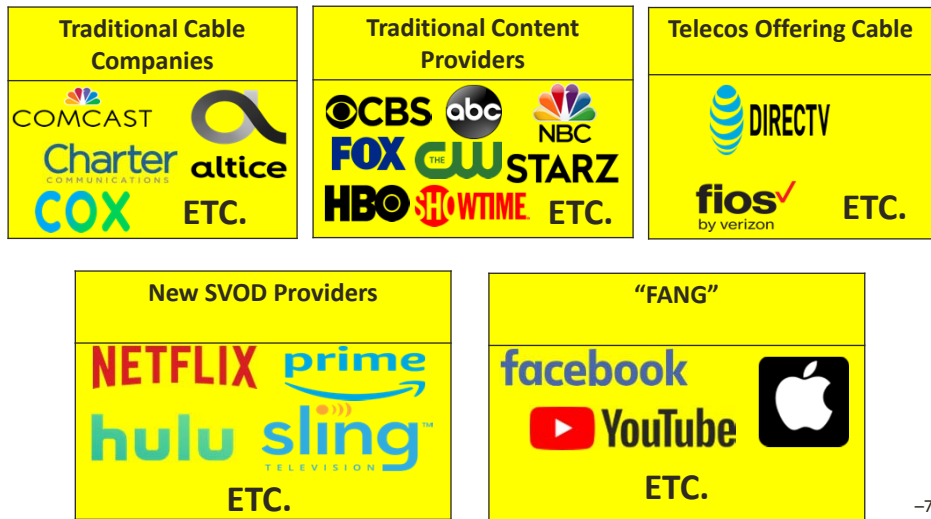 Traditional Cable
Companies
COMCAST
altice
Charter
COMMUNICATIONS
COX
ETC.
Traditional Content
Providers
CBS
abc
NBC
FOX
THE CW
STARZ
HBO
SHOWTIME.
ETC.
Telecos Offering Cable
DIRECTV
fios
by verizon
ETC.
New SVOD Providers
NETFLIX
prime
hulu
sling™
TELEVISION
ETC.
“FANG”
facebook
YouTube
ETC.
–7